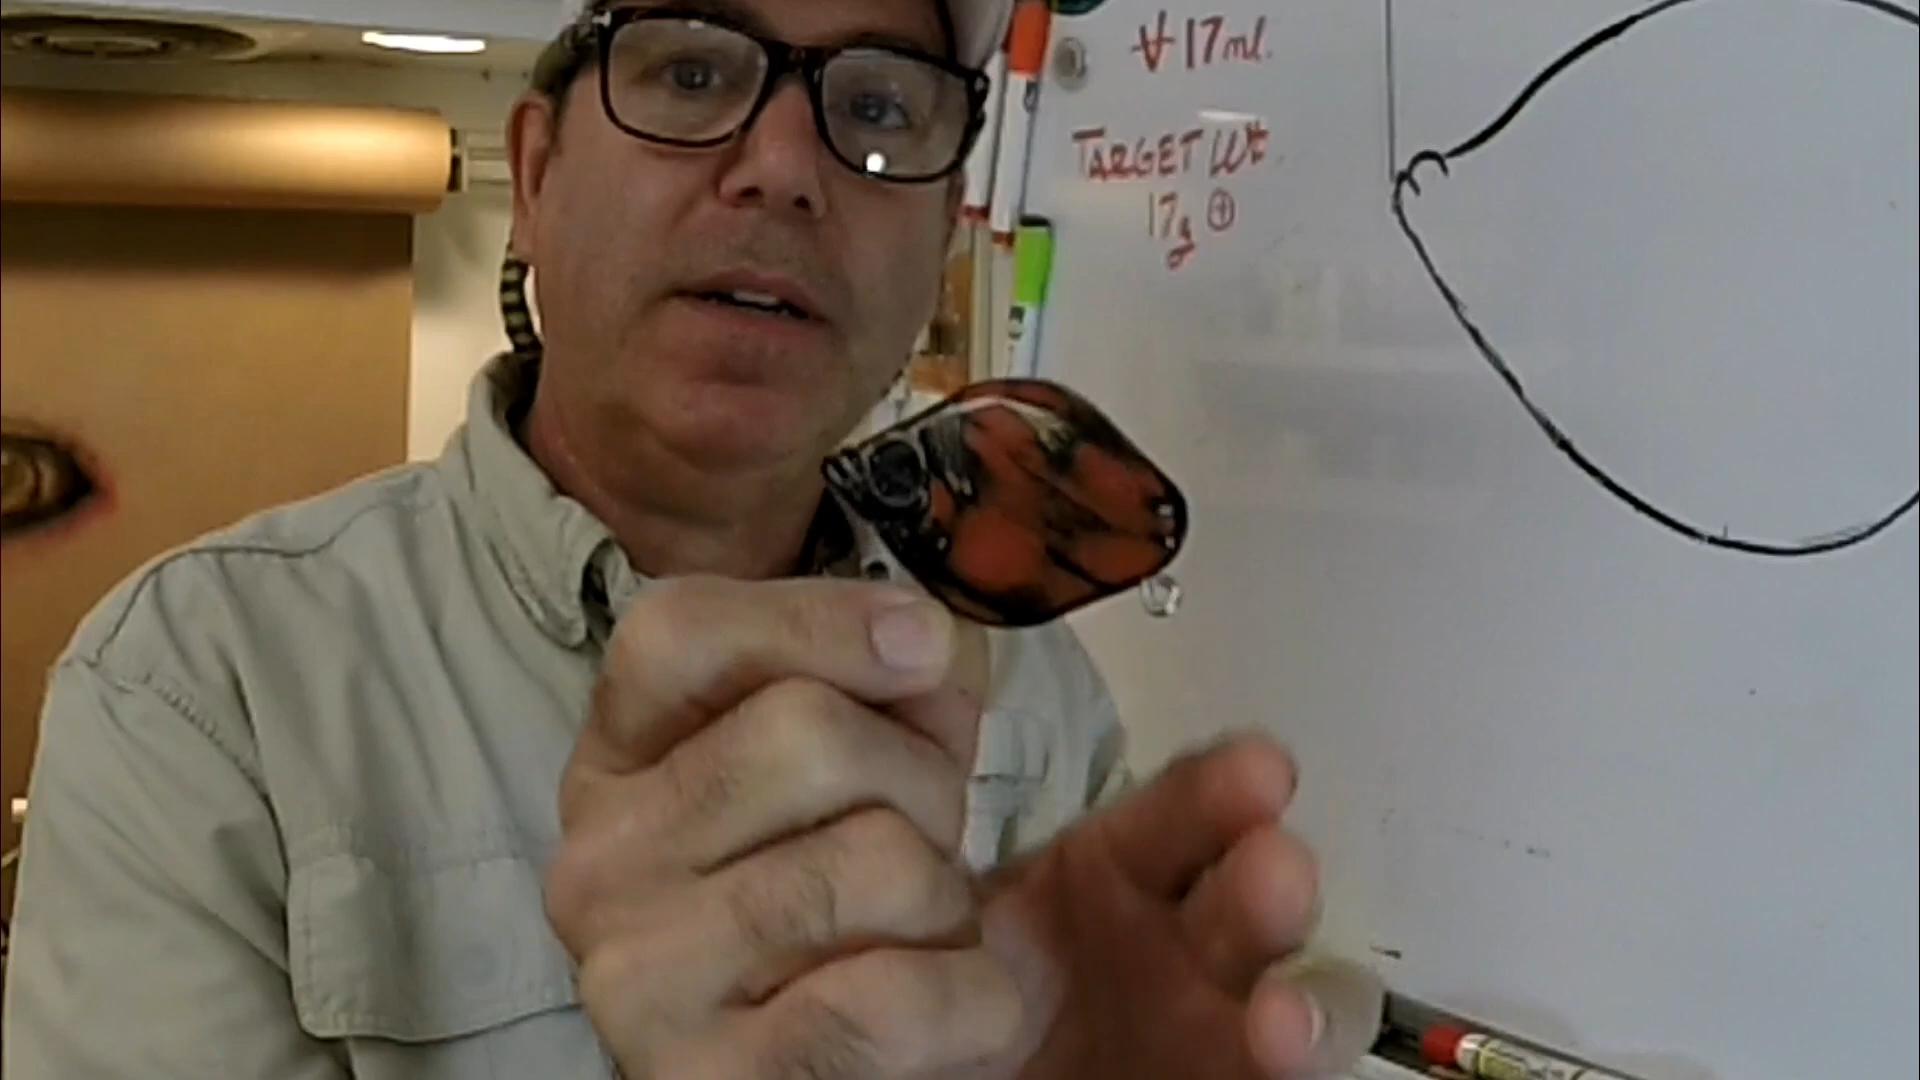 ∀ 17ml.
TARGET Wt.
17g ⊕